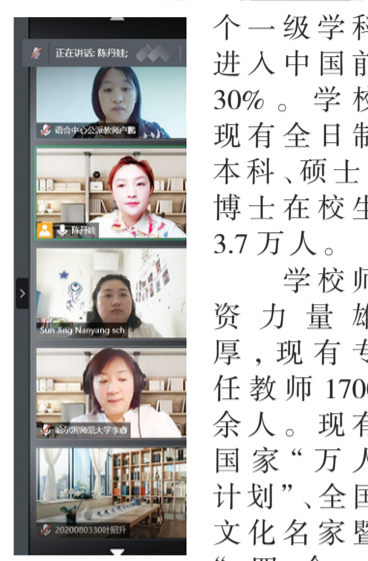 正在讲话: 陈丹娃;
语合中心公派教师卢鹏
陈丹娃
Sun Jing Nanyang sch
哈尔滨师范大学李睿
2020080330叶招升
个一级学科
进入中国前
30%。学校
现有全日制
本科、硕士
博士在校生
3.7万人。
学校师
资力量雄
厚,现有专
任教师1700
余人。现有
国家“万人
计划”、全国
文化名家暨